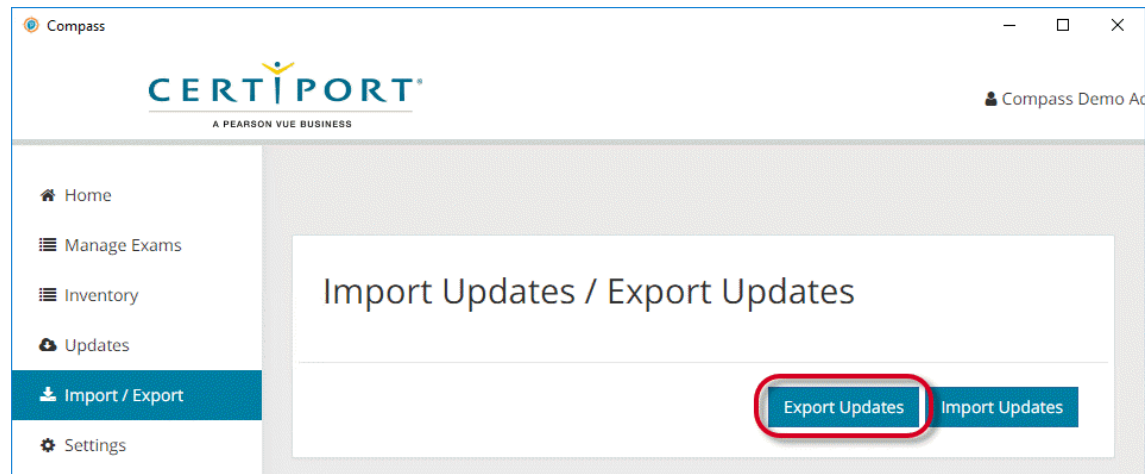 Compass
CERTIPORT®
A PEARSON VUE BUSINESS
Compass Demo
Home
Manage Exams
Inventory
Updates
Import / Export
Settings
Import Updates / Export Updates
Export Updates
Import Updates